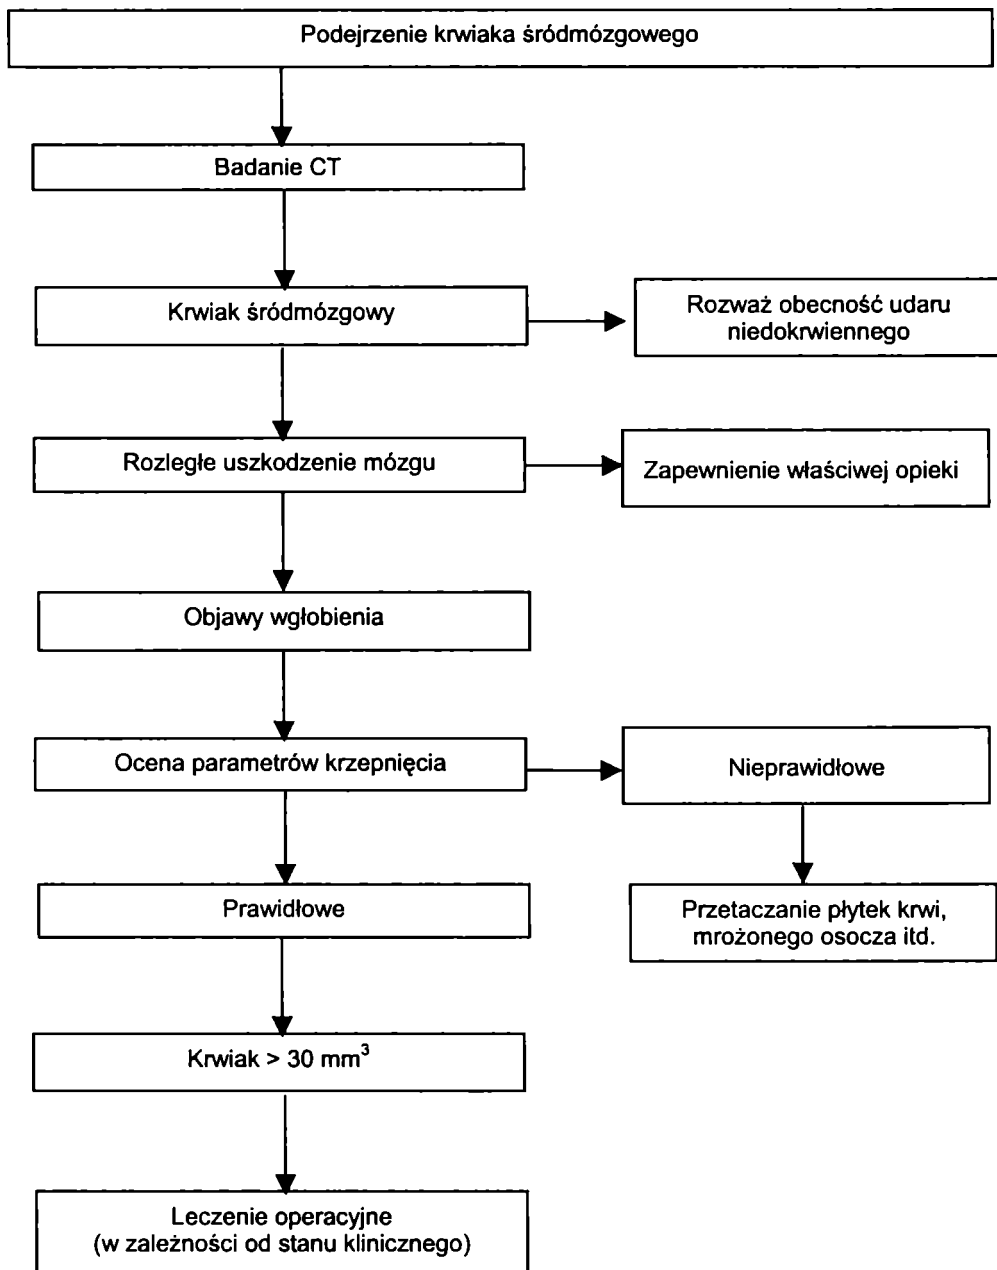 Podejrzenie krwiaka śródmózgowego
Badanie CT
Krwiak śródmózgowy
Rozważ obecność udaru
niedokrwiennego
Rozległe uszkodzenie mózgu
Zapewnienie właściwej opieki
Objawy wgłobienia
Ocena parametrów krzepnięcia
Nieprawidłowe
Prawidłowe
Przetaczanie płytek krwi,
mrożonego osocza itd.
Krwiak > 30 mm³
Leczenie operacyjne
(w zależności od stanu klinicznego)